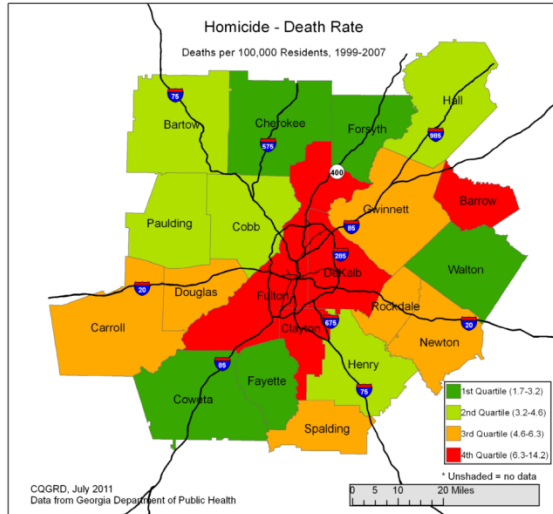 Homicide - Death Rate
Deaths per 100,000 Residents, 1999-2007
Hall
75
Bartow
Cherokee
Forsyth
575
985
400
Barrow
Gwinnett
Paulding
Cobb
85
285
DeKalb
Walton
20
Douglas
Fulton
Rockdale
Carroll
Clayton
675
20
Newton
85
Henry
Fayette
75
Coweta
Spalding
1st Quartile (1.7-3.2)
2nd Quartile (3.2-4.6)
3rd Quartile (4.6-6.3)
4th Quartile (6.3-14.2)
* Unshaded = no data
CQGRD, July 2011
Data from Georgia Department of Public Health
0 5 10 20
Miles